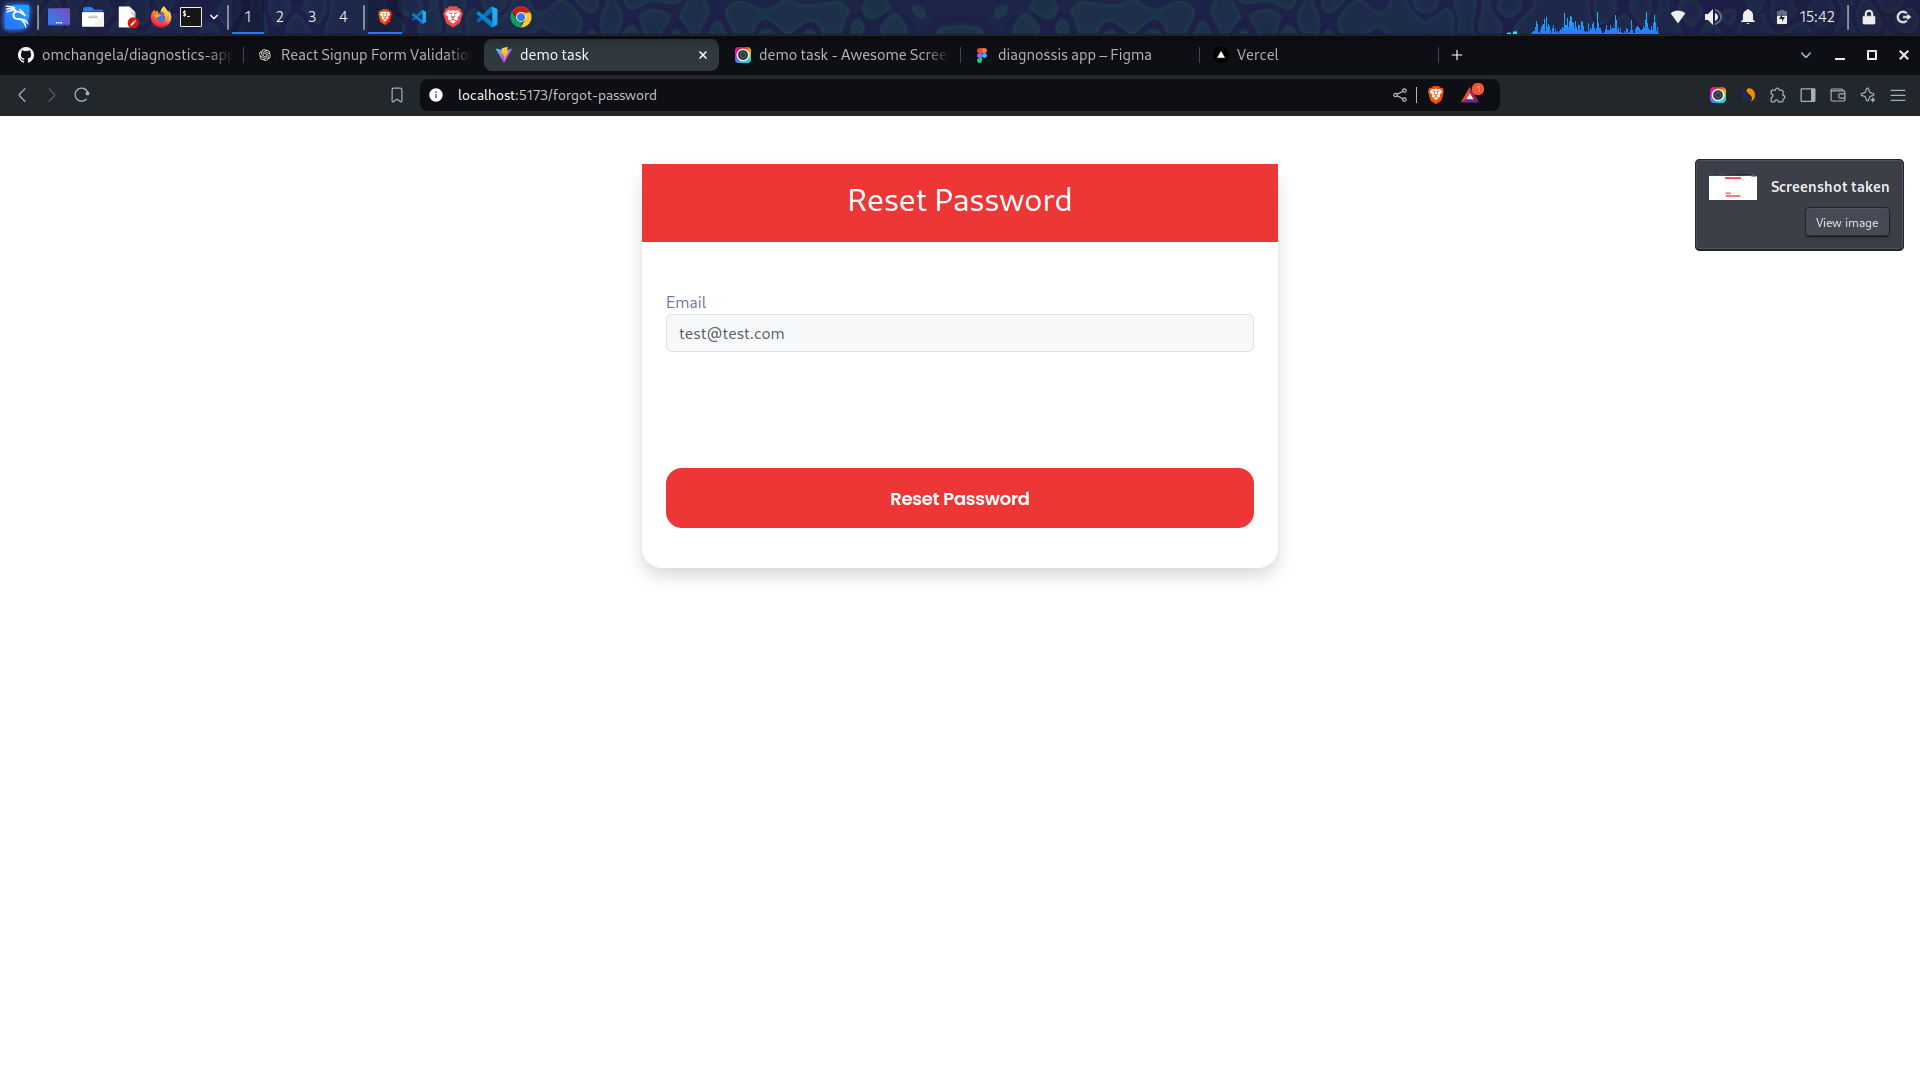 1 2 3 4 15:42
omchangela/diagnostics-app
React Signup Form Validatio
demo task
demo task - Awesome Scree
diagnossis app – Figma
Vercel
localhost:5173/forgot-password
1
Reset Password
Screenshot taken
View image
Email
test@test.com
Reset Password